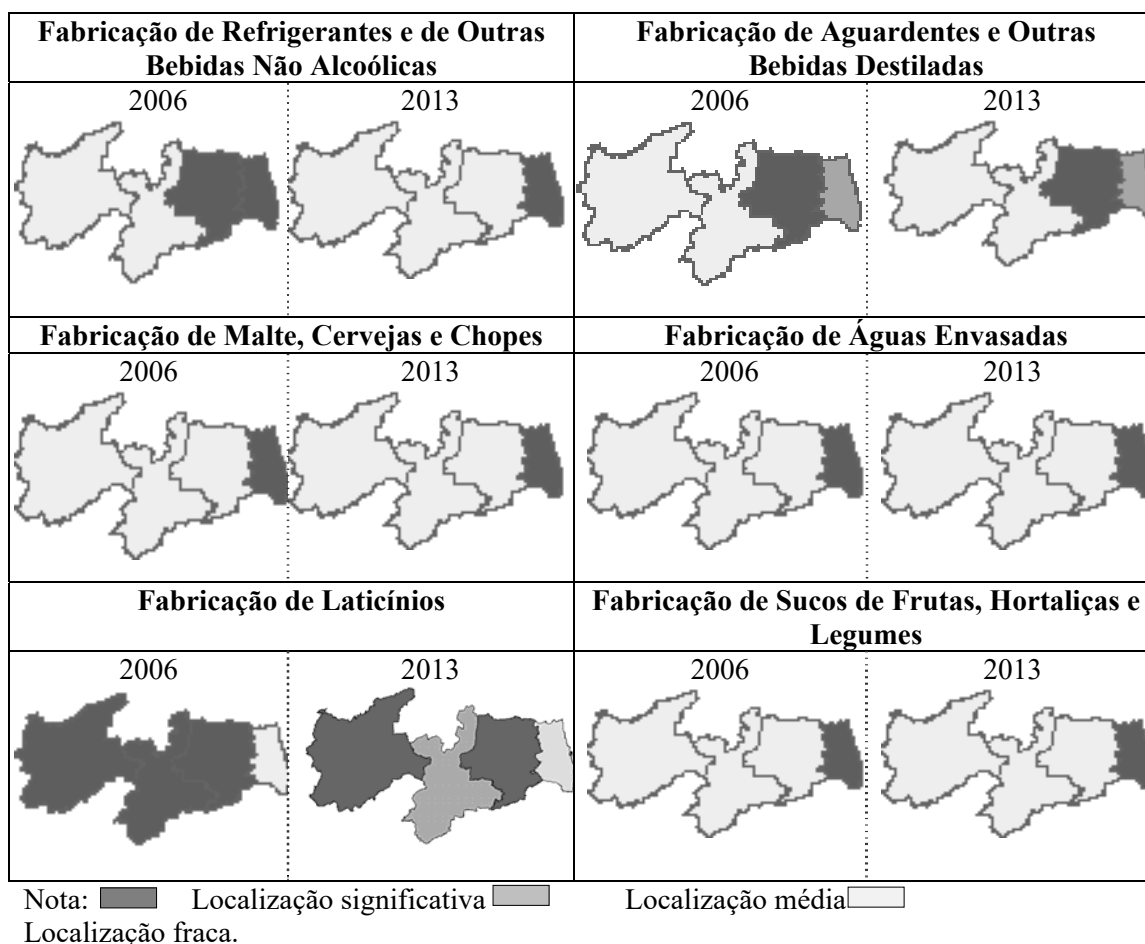 Fabricação de Refrigerantes e de Outras
Bebidas Não Alcoólicas
2006
2013
Fabricação de Aguardentes e Outras
Bebidas Destiladas
2006
2013
Fabricação de Malte, Cervejas e Chopes
2006
2013
Fabricação de Águas Envasadas
2006
2013
Fabricação de Laticínios
2006
2013
Fabricação de Sucos de Frutas, Hortaliças e
Legumes
2006
2013
Nota: Localização significativa Localização média
Localização fraca.